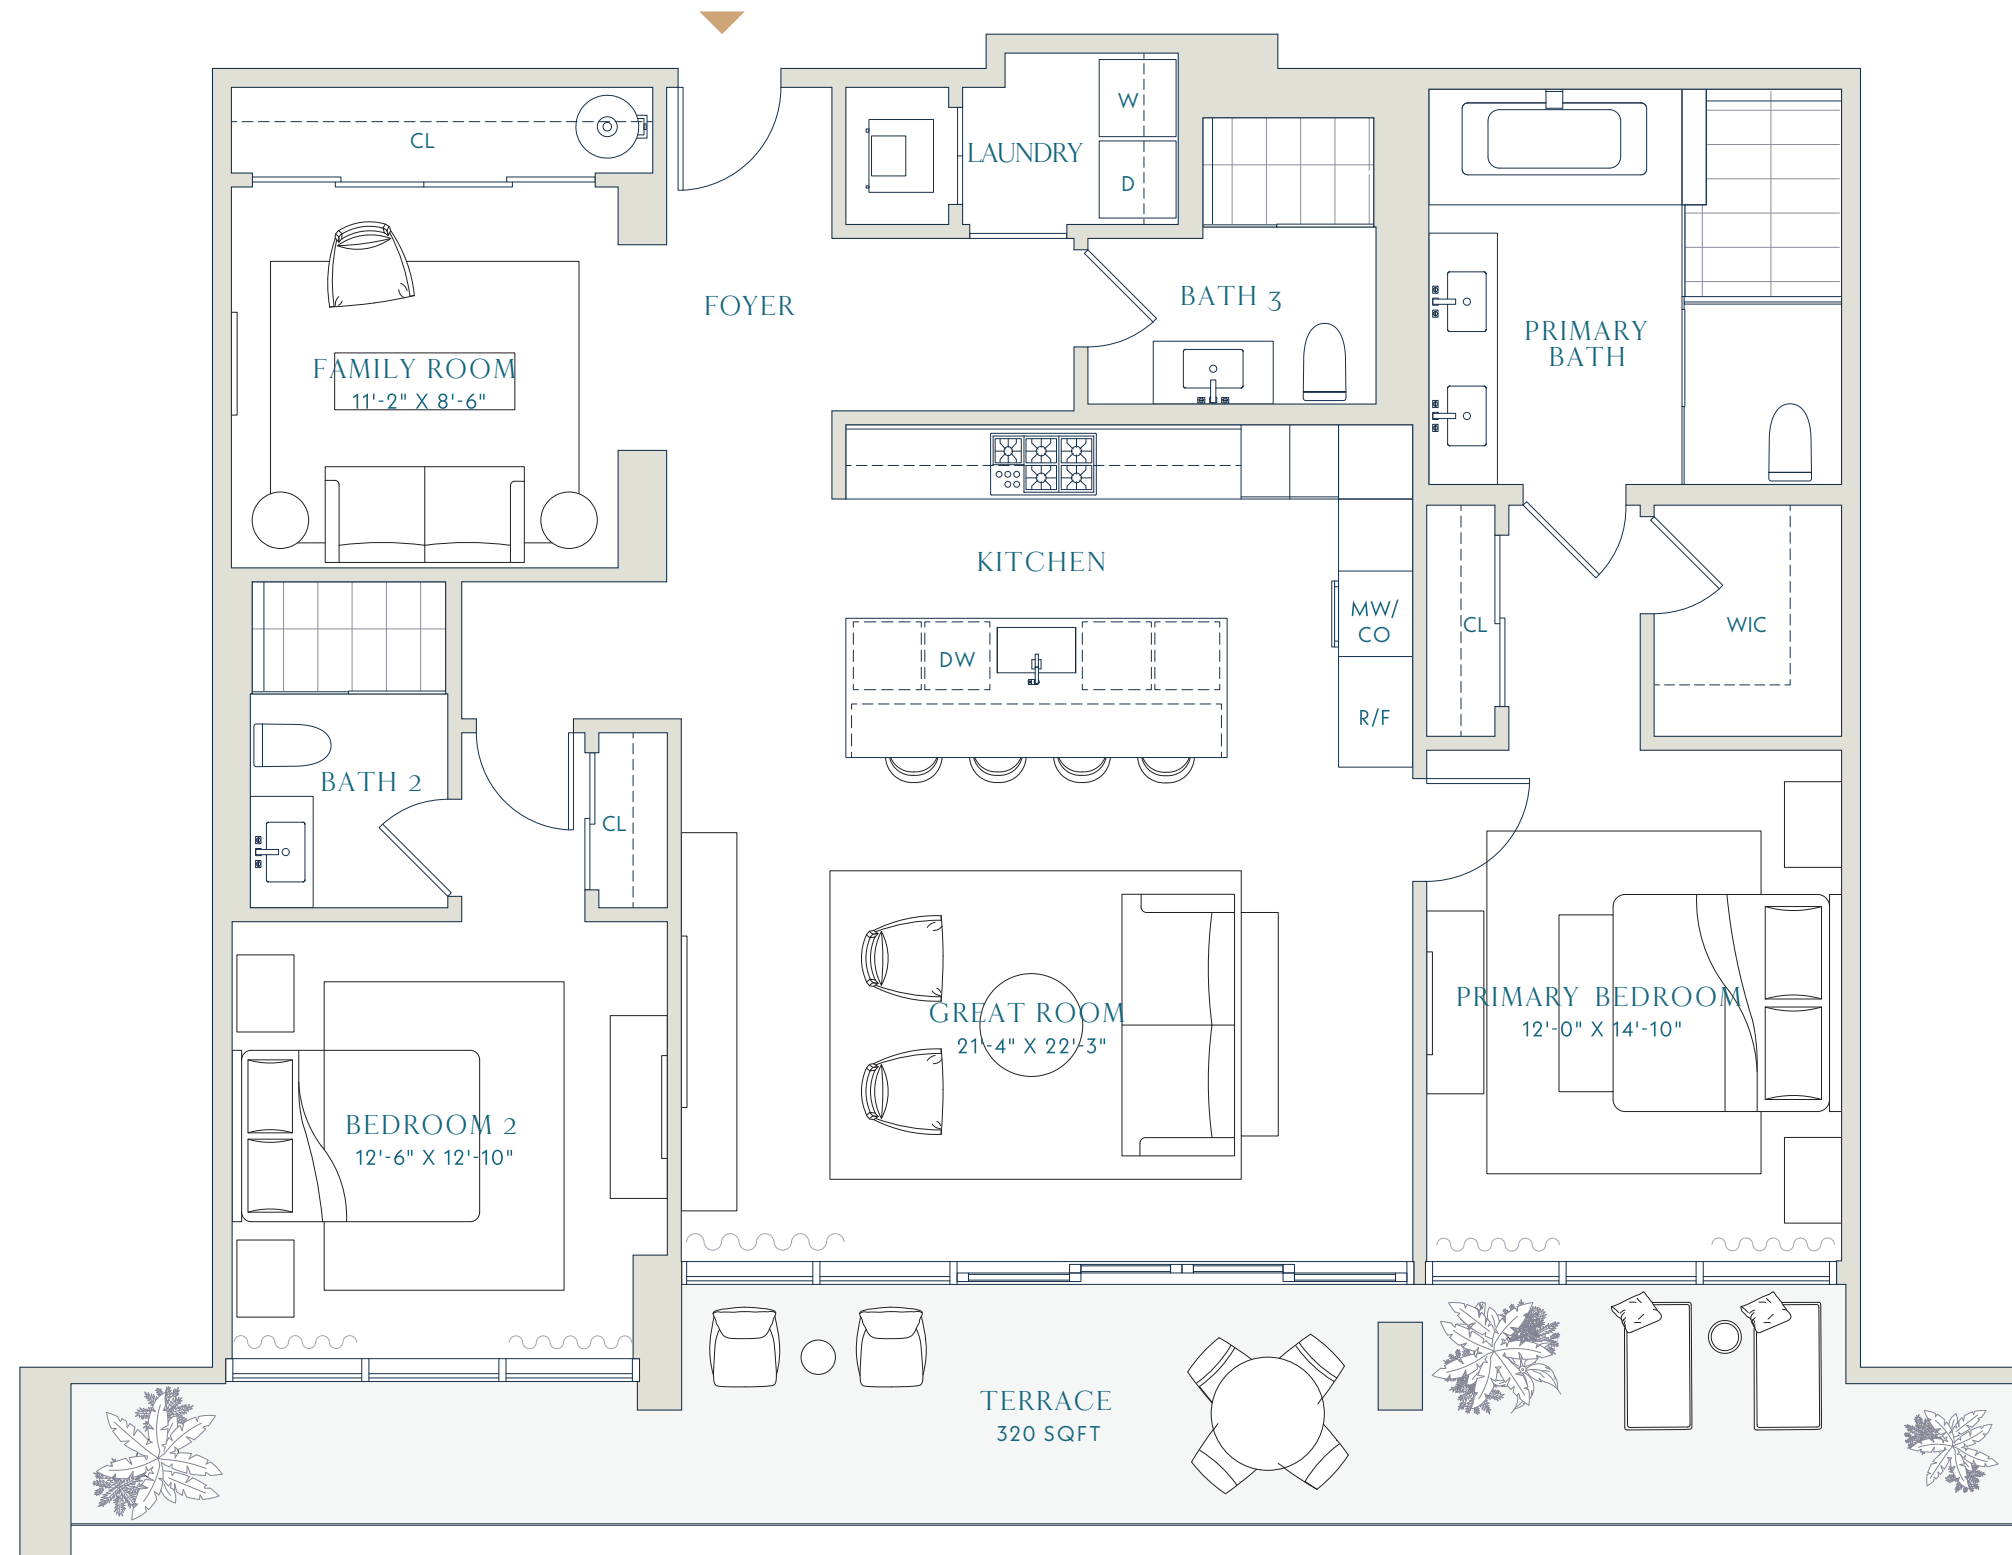 CL
W
D
LAUNDRY
FOYER
BATH 3
PRIMARY
BATH
FAMILY ROOM
11'-2" X 8'-6"
KITCHEN
MW/
CO
R/F
DW
CL
WIC
BATH 2
CL
GREAT ROOM
21'-4" X 22'-3"
PRIMARY BEDROOM
12'-0" X 14'-10"
BEDROOM 2
12'-6" X 12'-10"
TERRACE
320 SQFT